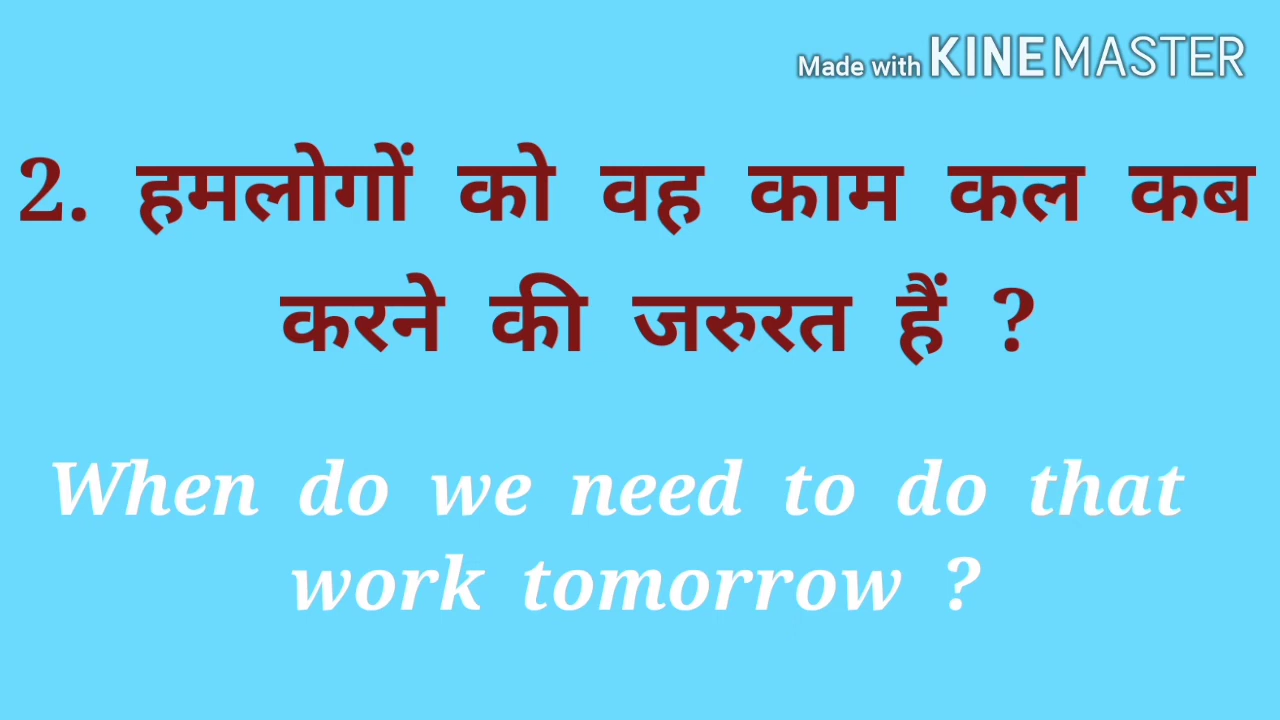 Made with KINEMASTER
2. हमलोगों को वह काम कल कब
करने की जरुरत हैं ?
When do we need to do that
work tomorrow ?